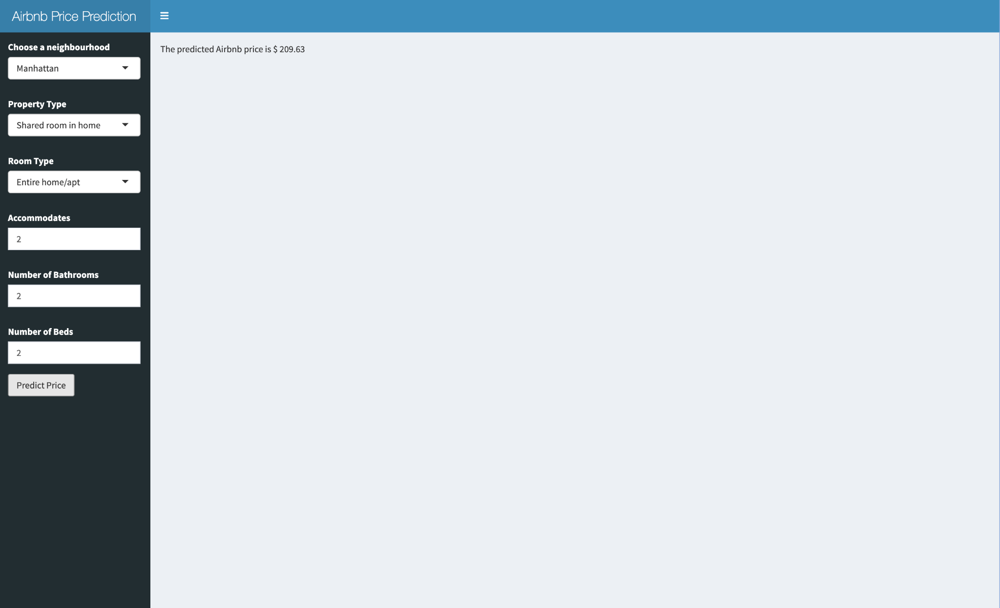 Airbnb Price Prediction
Choose a neighbourhood
Manhattan
Property Type
Shared room in home
Room Type
Entire home/apt
Accommodates
2
Number of Bathrooms
2
Number of Beds
2
Predict Price
The predicted Airbnb price is $ 209.63